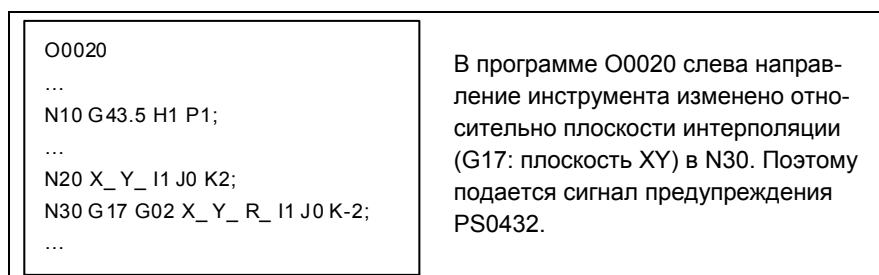 O0020
…
N10 G43.5 H1 P1;
…
N20 X_ Y_ I1 J0 K2;
N30 G17 G02 X_ Y_ R_ I1 J0 K-2;
…
В программе O0020 слева направ-
ление инструмента изменено отно-
сительно плоскости интерполяции
(G17: плоскость XY) в N30. Поэтому
подается сигнал предупреждения
PS0432.